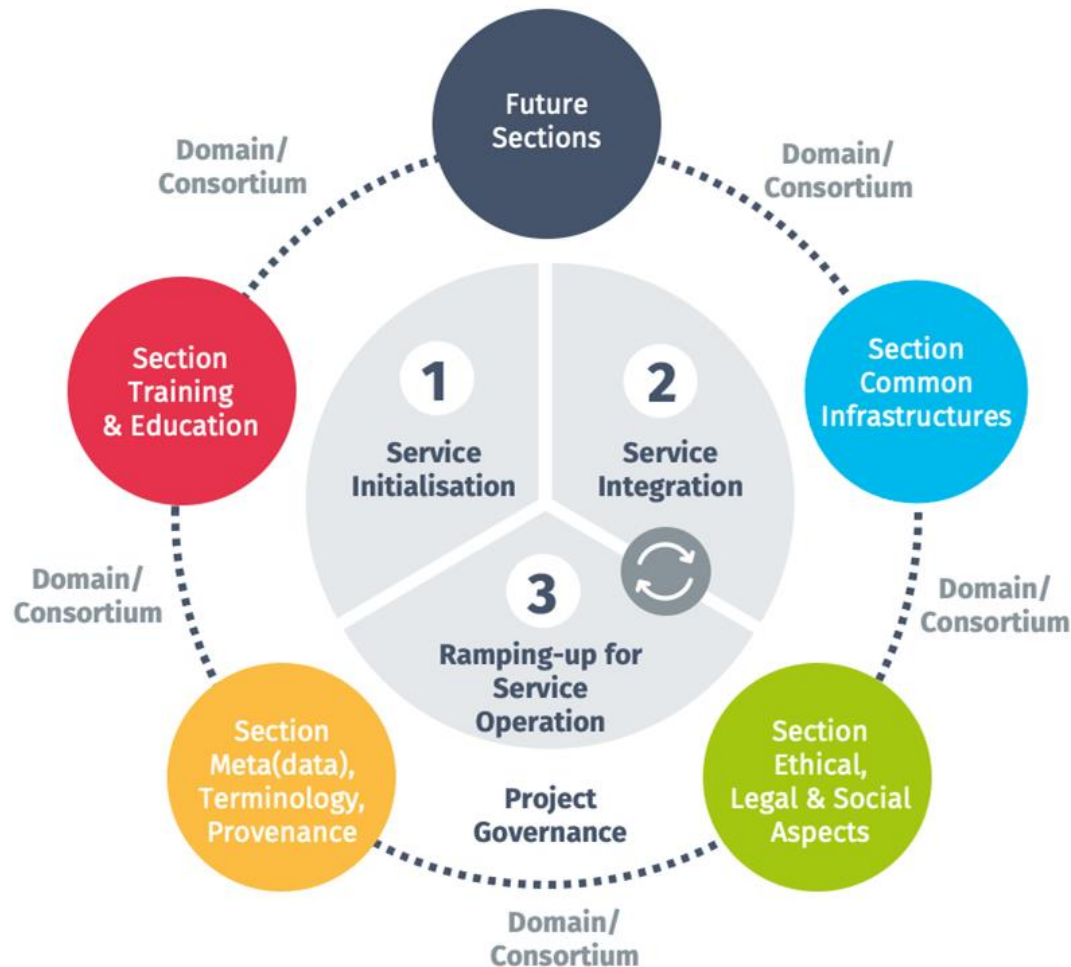 Future
Sections
Domain/
Consortium
Domain/
Consortium
Section
Training
& Education
1
Service
Initialisation
2
Service
Integration
Section
Common
Infrastructures
Domain/
Consortium
3
Ramping-up for
Service
Operation
Domain/
Consortium
Section
Meta(data),
Terminology,
Provenance
Project
Governance
Section
Ethical,
Legal & Social
Aspects
Domain/
Consortium